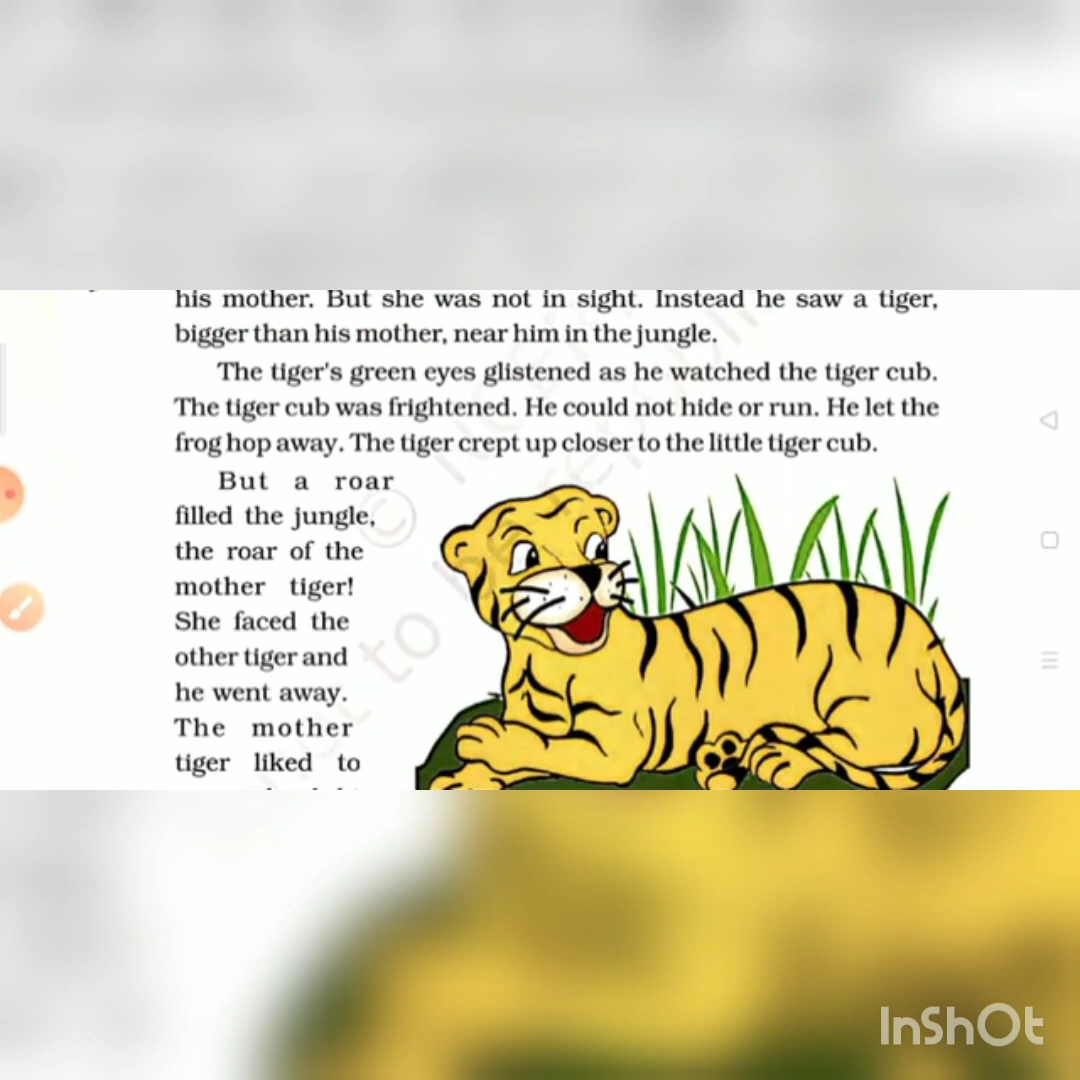 his mother. But she was not in sight. Instead he saw a tiger,
bigger than his mother, near him in the jungle.
The tiger's green eyes glistened as he watched the tiger cub.
The tiger cub was frightened. He could not hide or run. He let the
frog hop away. The tiger crept up closer to the little tiger cub.
But a roar
filled the jungle,
the roar of the
mother tiger!
She faced the
other tiger and
he went away.
The mother
tiger liked to
InShOt